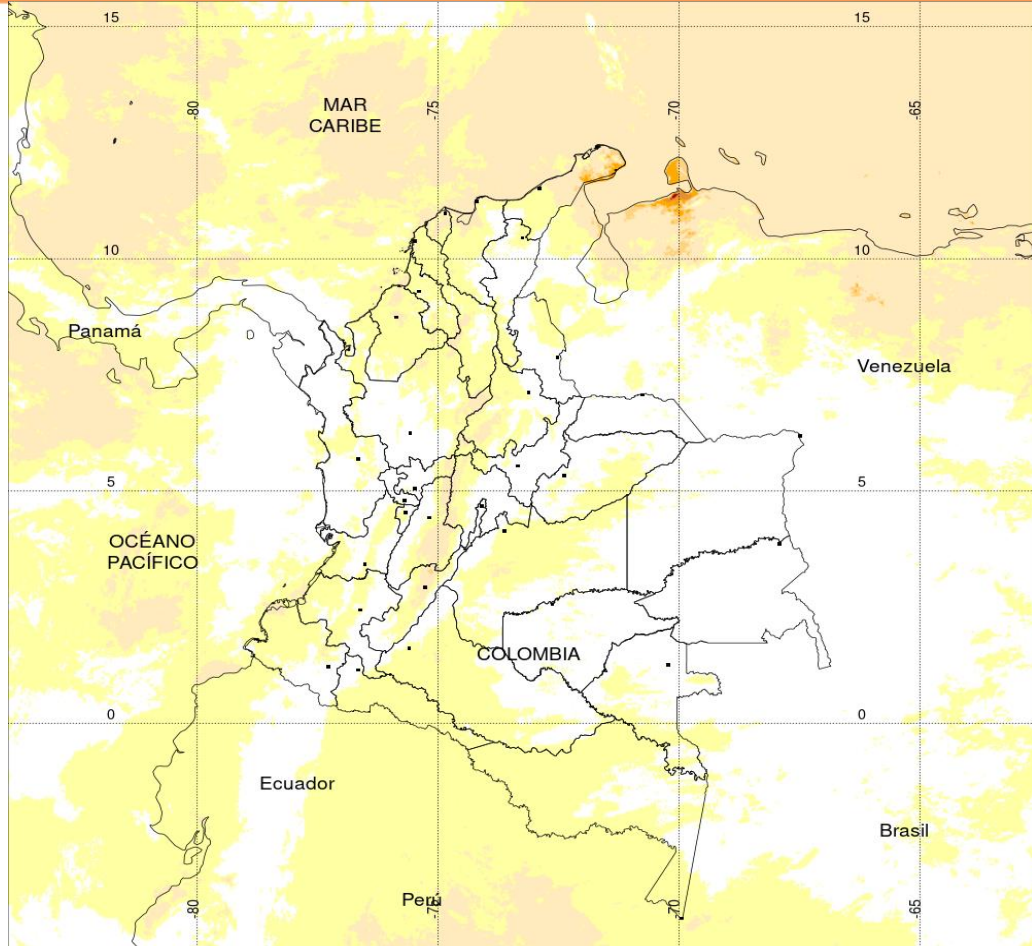 15
15
-80
-75
-70
-65
MAR
CARIBE
10
10
Panamá
Venezuela
5
5
OCÉANO
PACÍFICO
COLOMBIA
0
0
Ecuador
Brasil
Perú
-80
-75
-70
-65